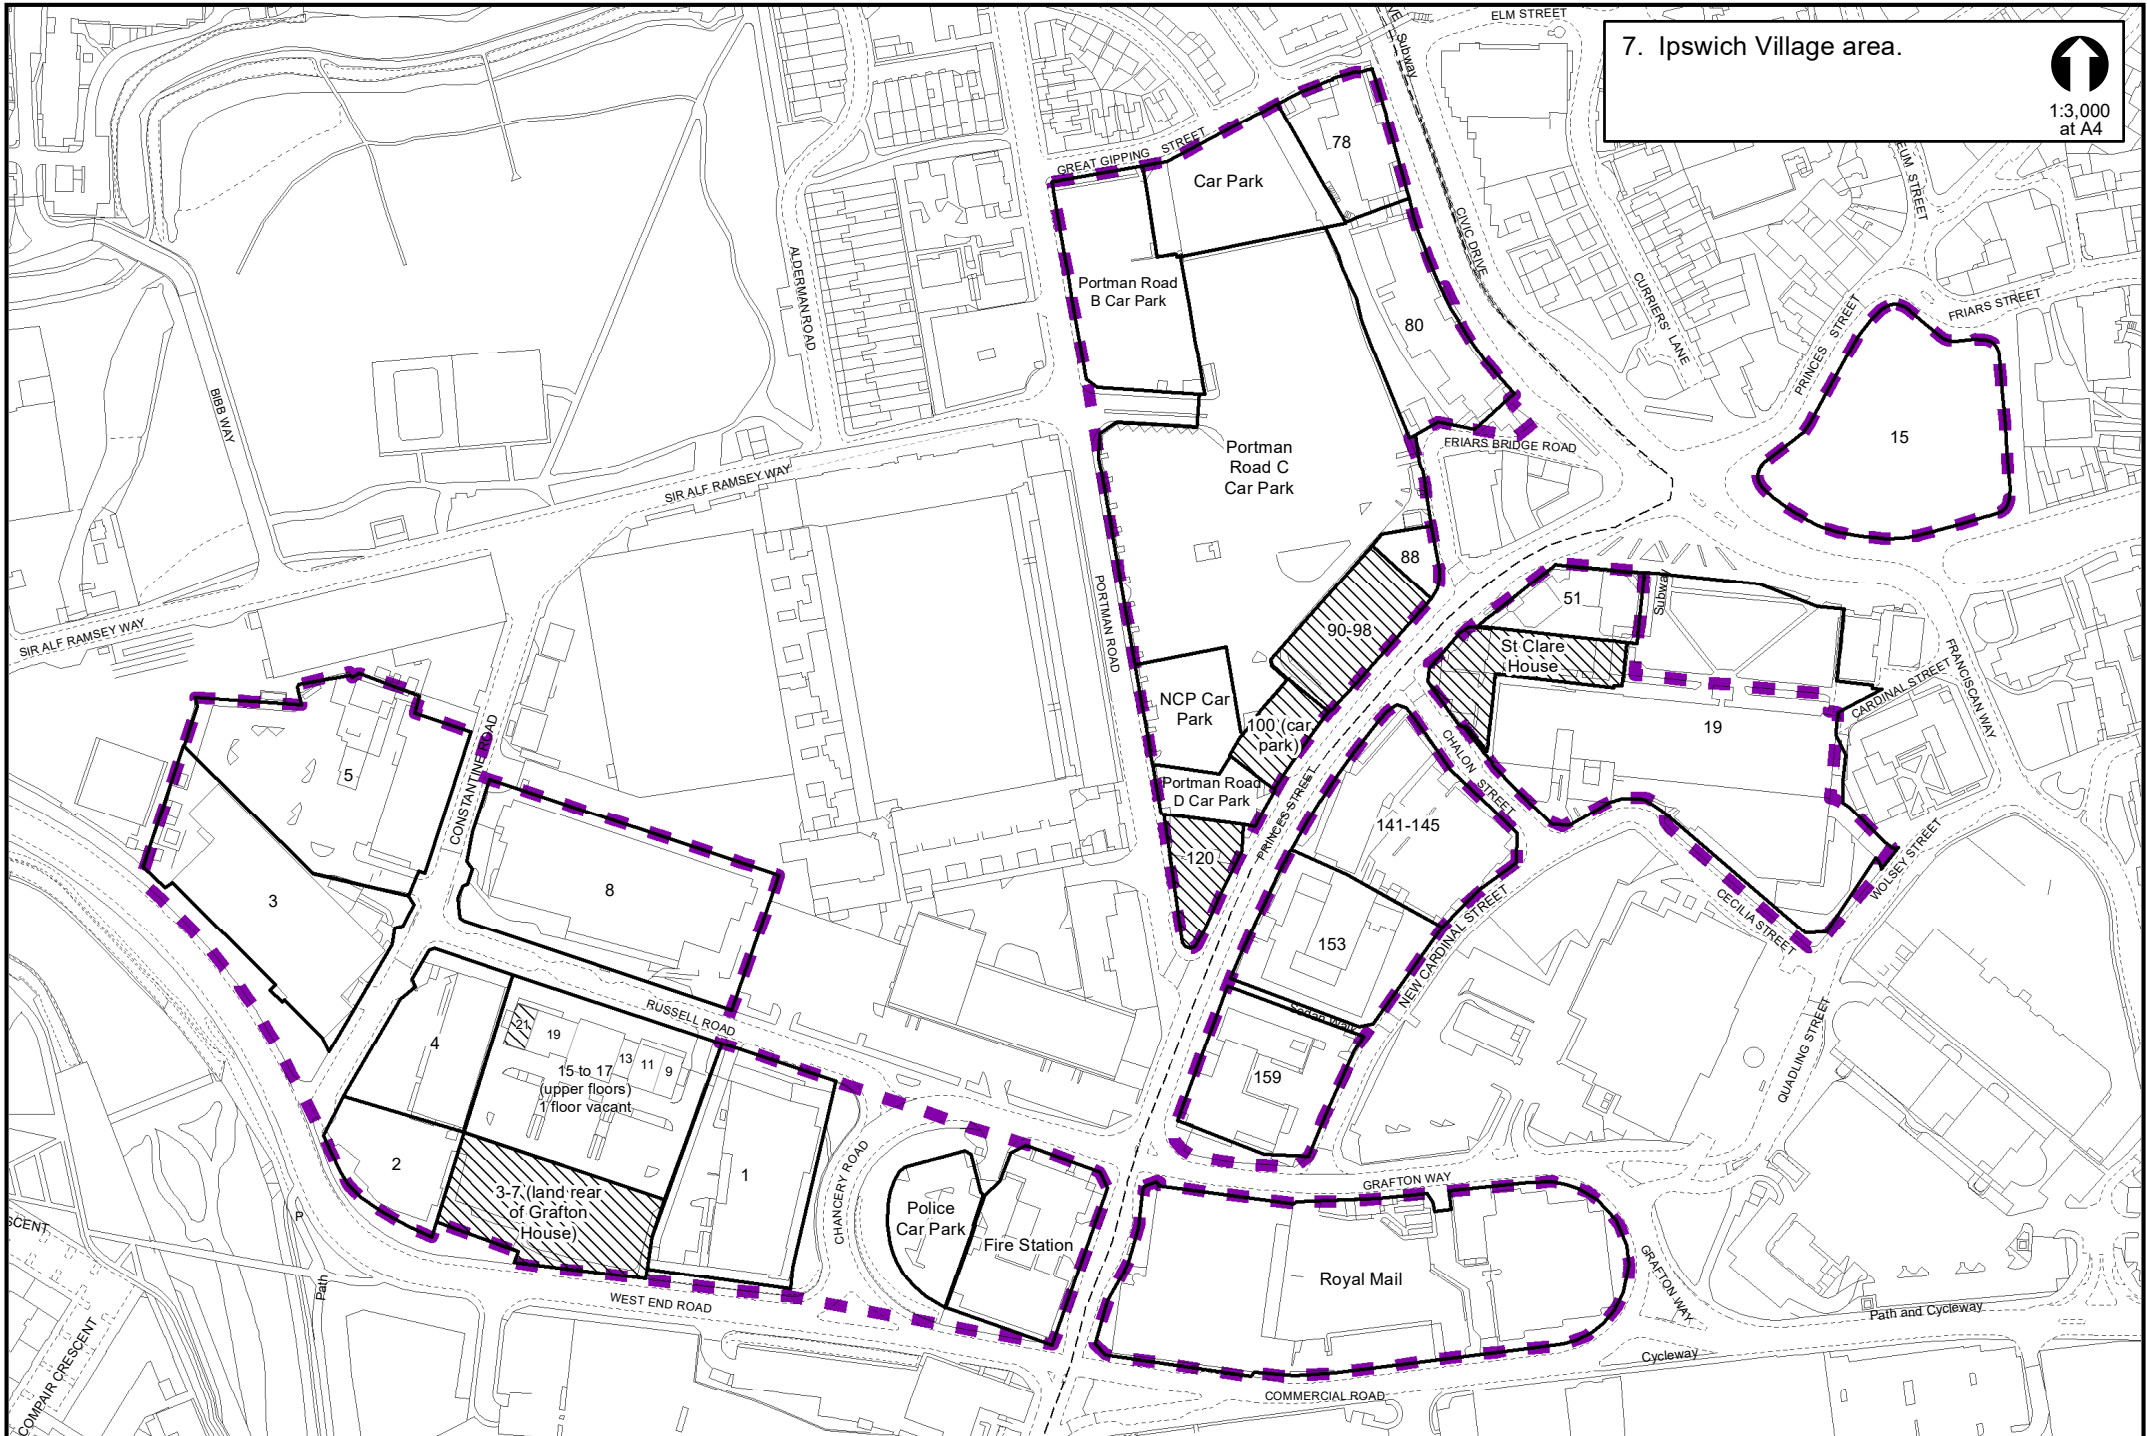 7. Ipswich Village area.
1:3,000
at A4
ELM STREET
Subway
GREAT GIPPING STREET
78
Car Park
CIVIC DRIVE
CURRIERS' LANE
PRINCES STREET
FRIARS STREET
ALDERMAN ROAD
Portman Road
B Car Park
80
15
BIBB WAY
Portman
Road C
Car Park
FRIARS BRIDGE ROAD
SIR ALF RAMSEY WAY
SIR ALF RAMSEY WAY
PORTMAN ROAD
88
90-98
51
Subway
St Clare
House
CARDINAL STREET
FRANCISCAN WAY
NCP Car
Park
100 (car
park)
19
CHALON STREET
5
CONSTANTINE ROAD
Portman Road
D Car Park
PRINCES STREET
141-145
120
WOLSEY STREET
8
3
153
NEW CARDINAL STREET
CECILIA STREET
QUADLING STREET
RUSSELL ROAD
21
19
13
11
9
4
15 to 17
(upper floors)
1 floor vacant
159
CHANCERY ROAD
2
1
3-7 (land rear
of Grafton
House)
Police
Car Park
Fire Station
GRAFTON WAY
Royal Mail
GRAFTON WAY
P
Path
WEST END ROAD
Path and Cycleway
Cycleway
COMMERCIAL ROAD
COMPAIR CRESCENT